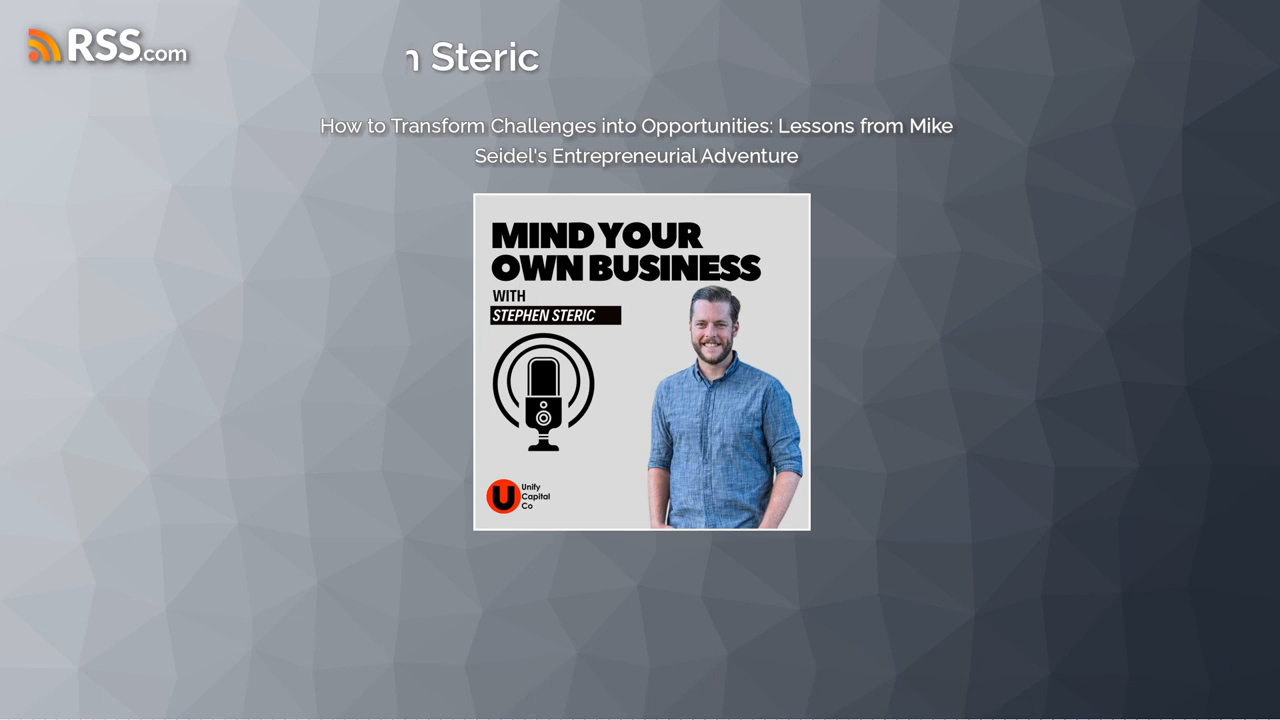 RSS.com
n Steric
How to Transform Challenges into Opportunities: Lessons from Mike
Seidel's Entrepreneurial Adventure
MIND YOUR
OWN BUSINESS
WITH
STEPHEN STERIC
U
Unify
Capital
Co